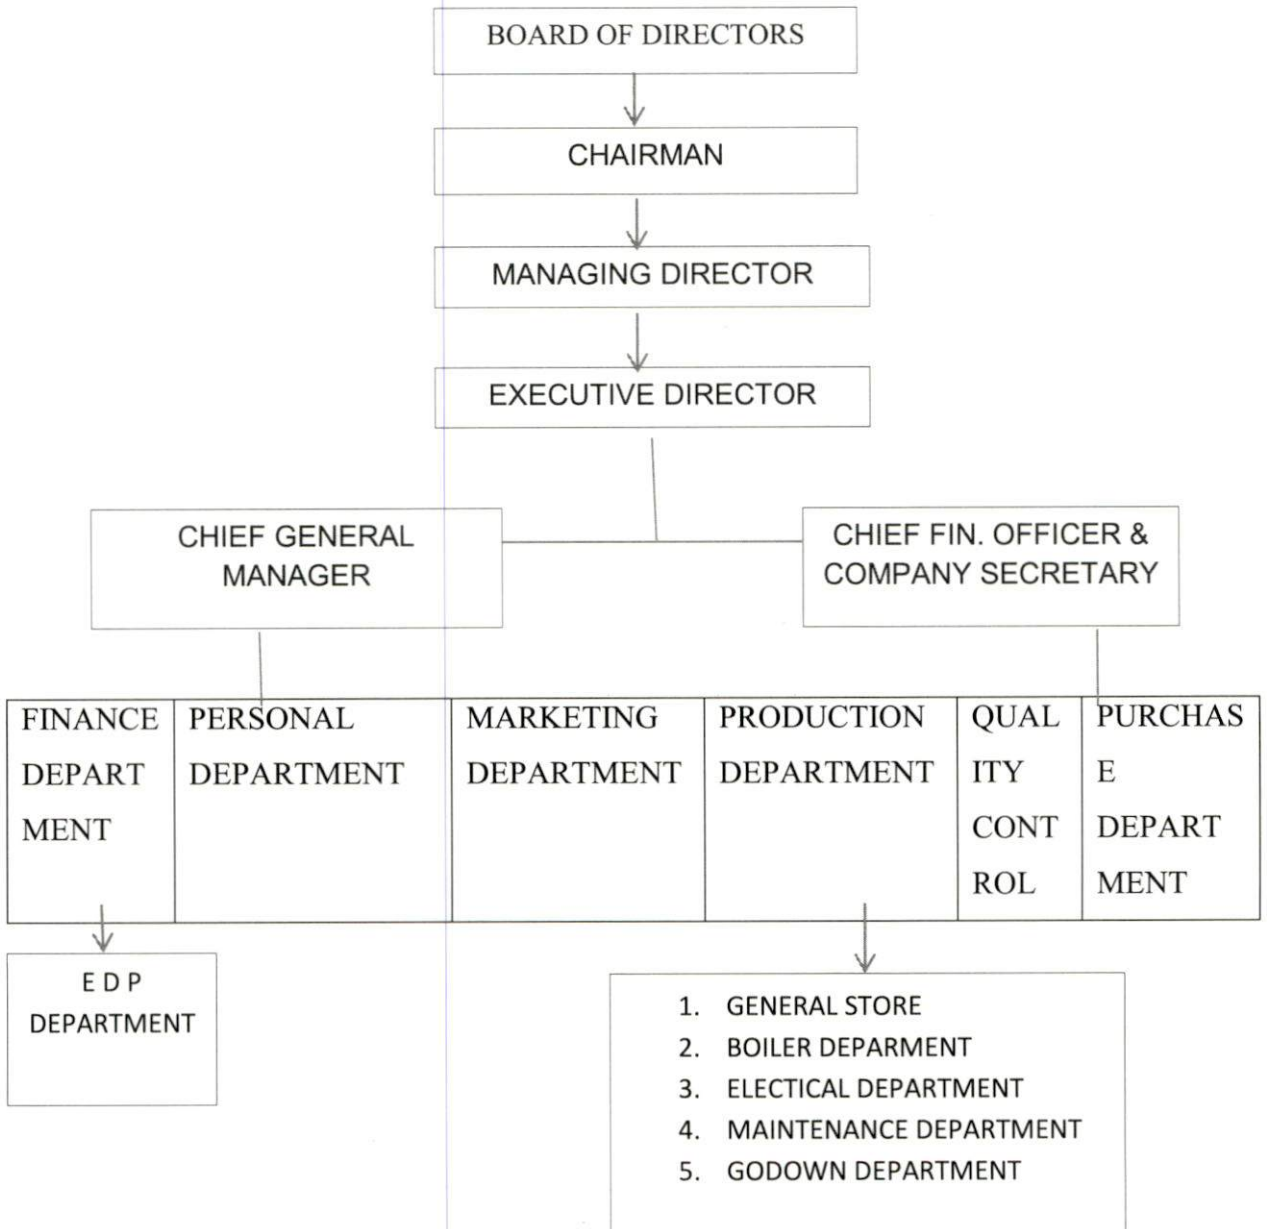 BOARD OF DIRECTORS
CHAIRMAN
MANAGING DIRECTOR
EXECUTIVE DIRECTOR
CHIEF GENERAL
MANAGER
CHIEF FIN. OFFICER &
COMPANY SECRETARY
FINANCE
DEPART
MENT
PERSONAL
DEPARTMENT
MARKETING
DEPARTMENT
PRODUCTION
DEPARTMENT
QUAL
ITY
CONT
ROL
PURCHAS
E
DEPART
MENT
E D P
DEPARTMENT
1. GENERAL STORE
2. BOILER DEPARMENT
3. ELECTICAL DEPARTMENT
4. MAINTENANCE DEPARTMENT
5. GODOWN DEPARTMENT